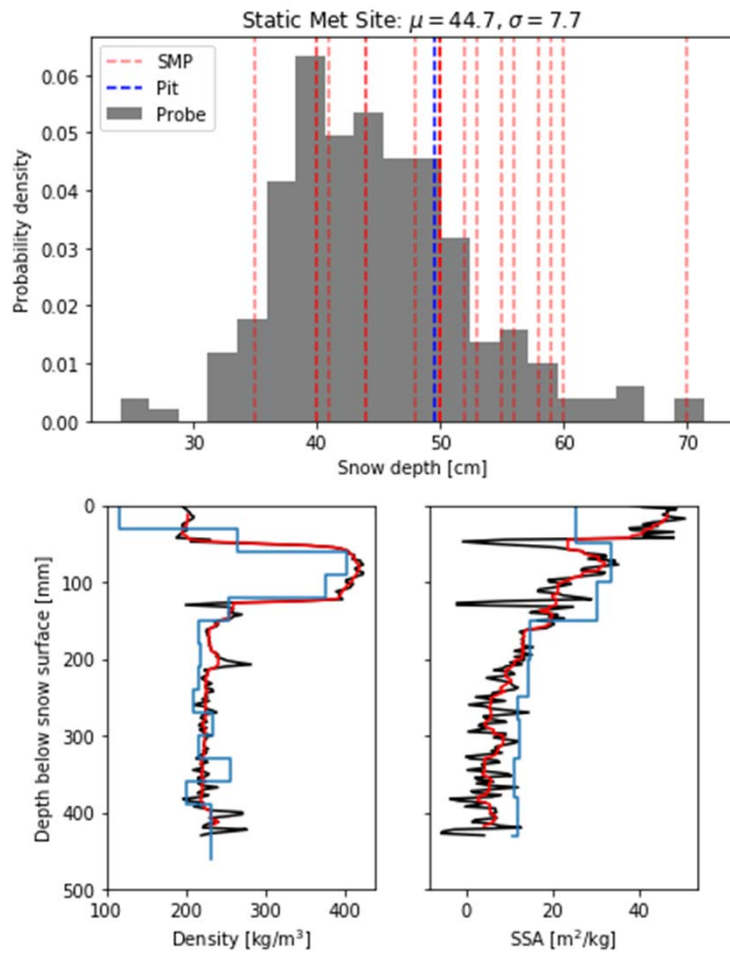 Static Met Site: μ = 44.7, σ = 7.7
SMP
Pit
Probe
0.06
0.05
0.04
0.03
0.02
0.01
0.00
Probability density
30 40 50 60 70
Snow depth [cm]
0
100
200
300
400
500
Depth below snow surface [mm]
100 200 300 400
Density [kg/m³]
0 20 40
SSA [m²/kg]